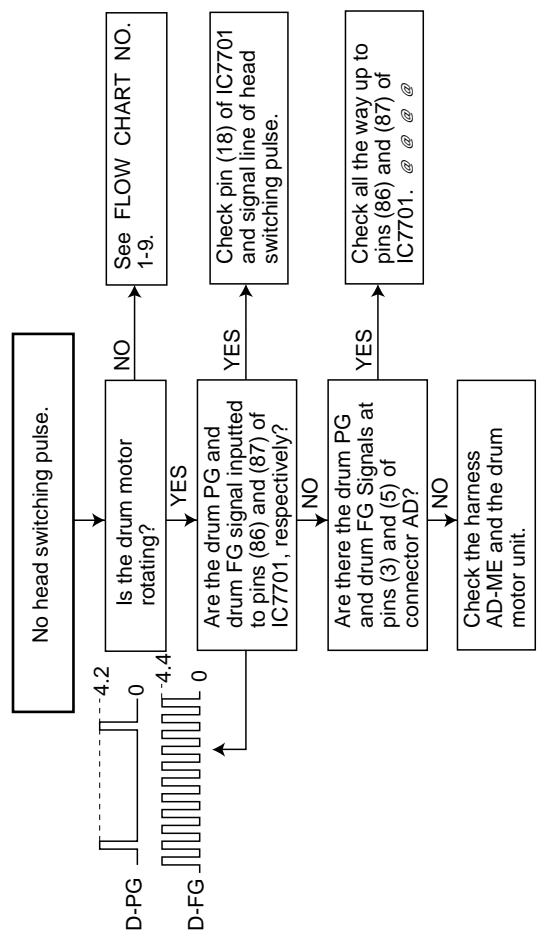 No head switching pulse.
Is the drum motor
rotating?
NO
See FLOW CHART NO.
1-9.
YES
Are the drum PG and
drum FG signal inputted
to pins (86) and (87) of
IC7701, respectively?
YES
Check pin (18) of IC7701
and signal line of head
switching pulse.
NO
Are there the drum PG
and drum FG Signals at
pins (3) and (5) of
connector AD?
YES
Check all the way up to
pins (86) and (87) of
IC7701. @ @ @ @
NO
Check the harness
AD-ME and the drum
motor unit.
D-PG
4.2
0
D-FG
4.4
0